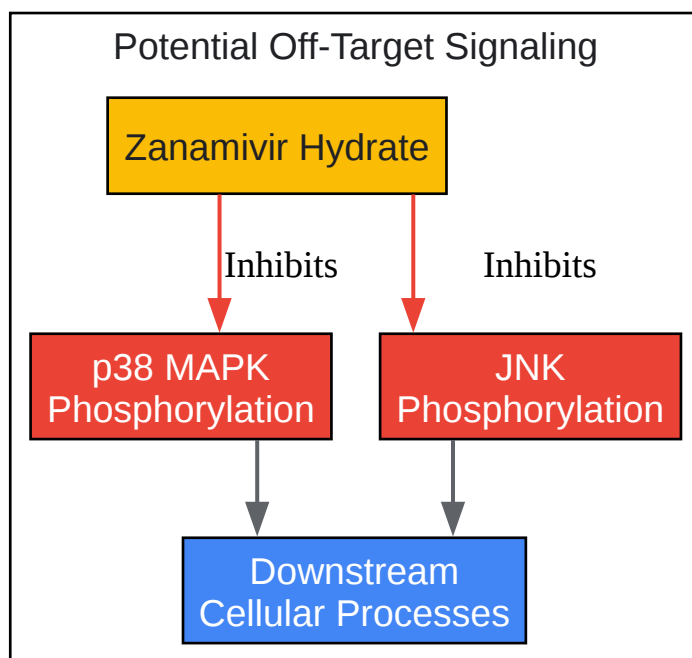 Potential Off-Target Signaling
Zanamivir Hydrate
Inhibits
Inhibits
p38 MAPK
Phosphorylation
JNK
Phosphorylation
Downstream
Cellular Processes